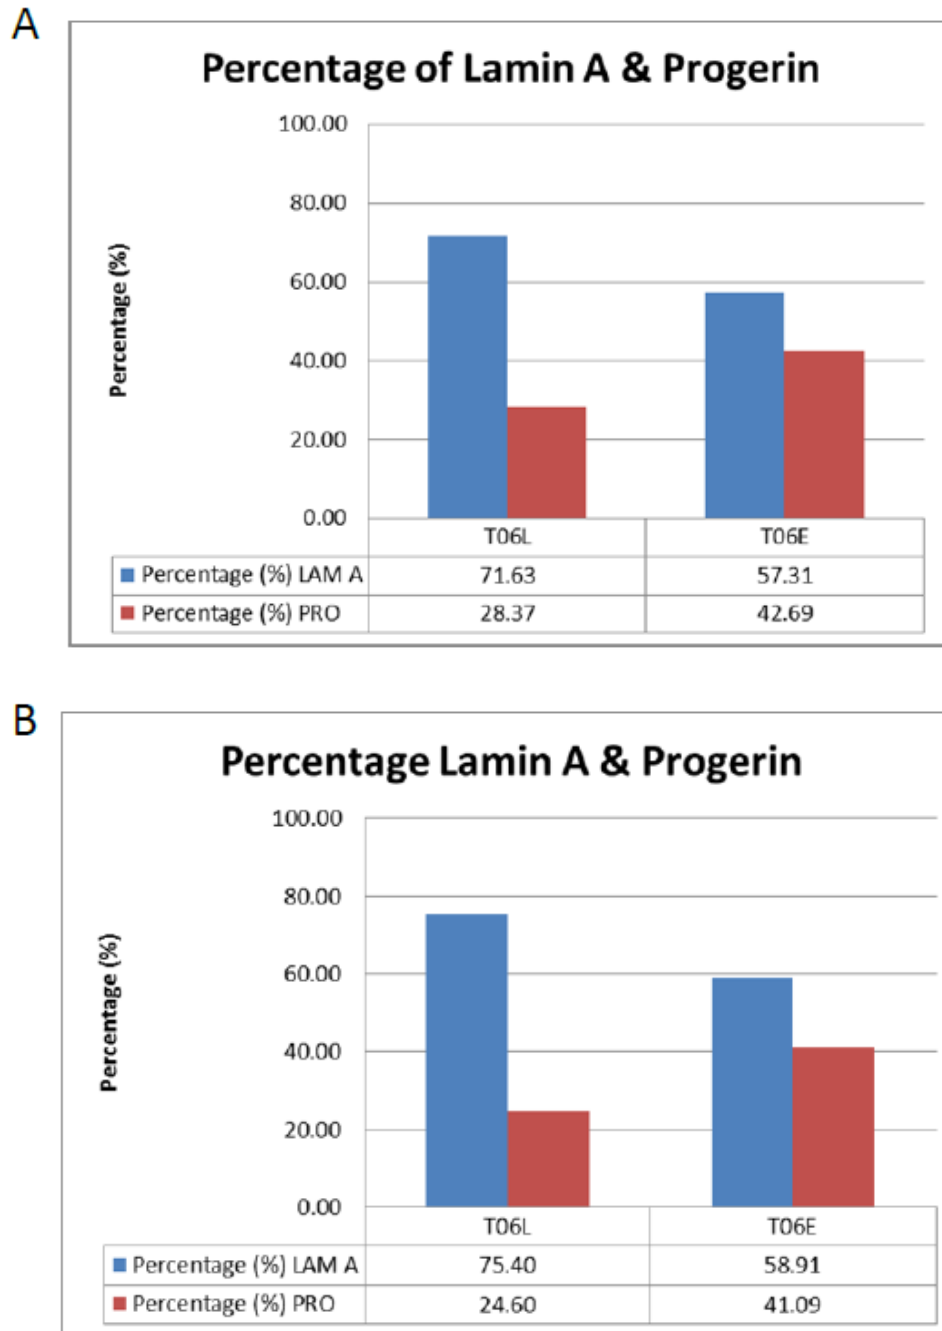 A
Percentage of Lamin A & Progerin
100.00
80.00
60.00
40.00
20.00
0.00
Percentage (%)
T06L T06E
Percentage (%) LAM A 71.63 57.31
Percentage (%) PRO 28.37 42.69
B
Percentage Lamin A & Progerin
100.00
80.00
60.00
40.00
20.00
0.00
Percentage (%)
T06L T06E
Percentage (%) LAM A 75.40 58.91
Percentage (%) PRO 24.60 41.09